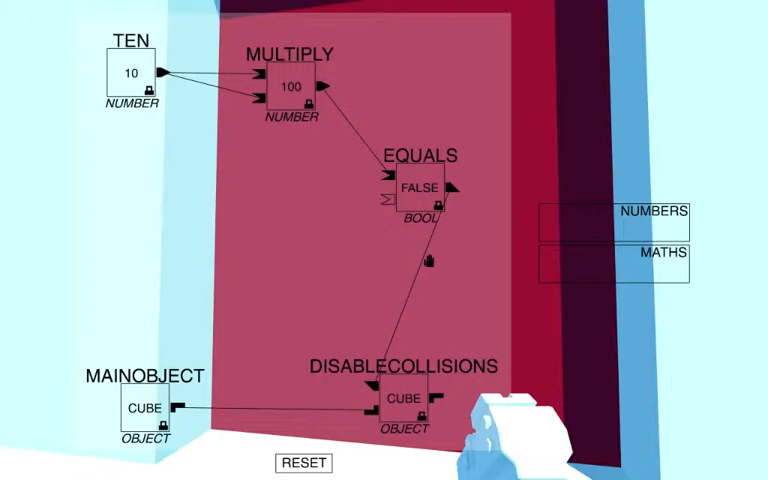 TEN
10
NUMBER
MULTIPLY
100
NUMBER
EQUALS
FALSE
BOOL
NUMBERS
MATHS
MAINOBJECT
CUBE
OBJECT
DISABLECOLLISIONS
CUBE
OBJECT
RESET